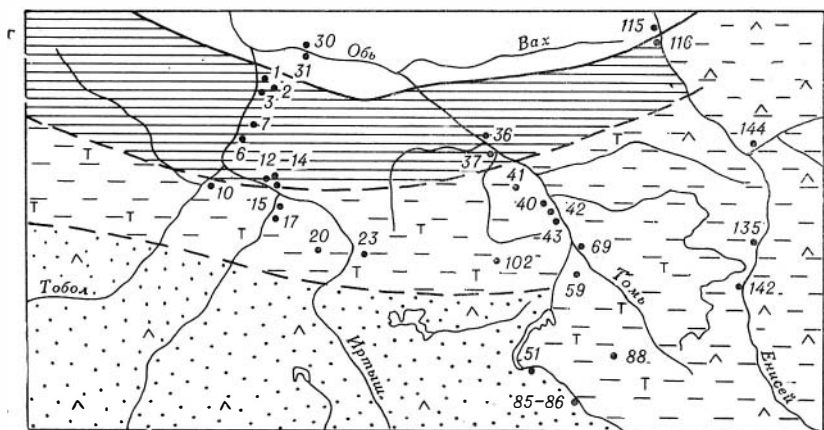 г
30
Обь
Вах
115
116
1
31
2
3
7
6
36
37
144
12
14
10
41
15
40
42
17
43
20
23
69
135
102
59
142
Тобол
Томь
Иртыш
51
88
Енисей
85-86
Т
Т
Т
Т
Т
Т
Т
Т
Т
Т
Т